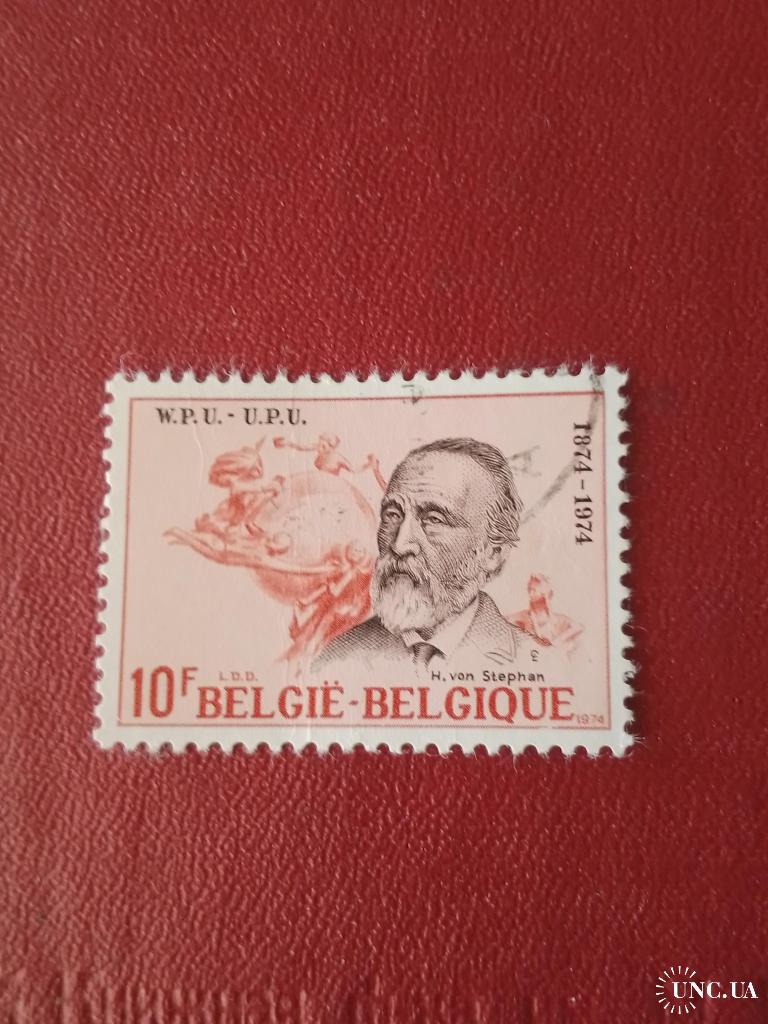 W.P.U. - U.P.U.
1874-1974
L.D.D.
H. von Stephan
10F BELGIË-BELGIQUE 1974
UNC.UA